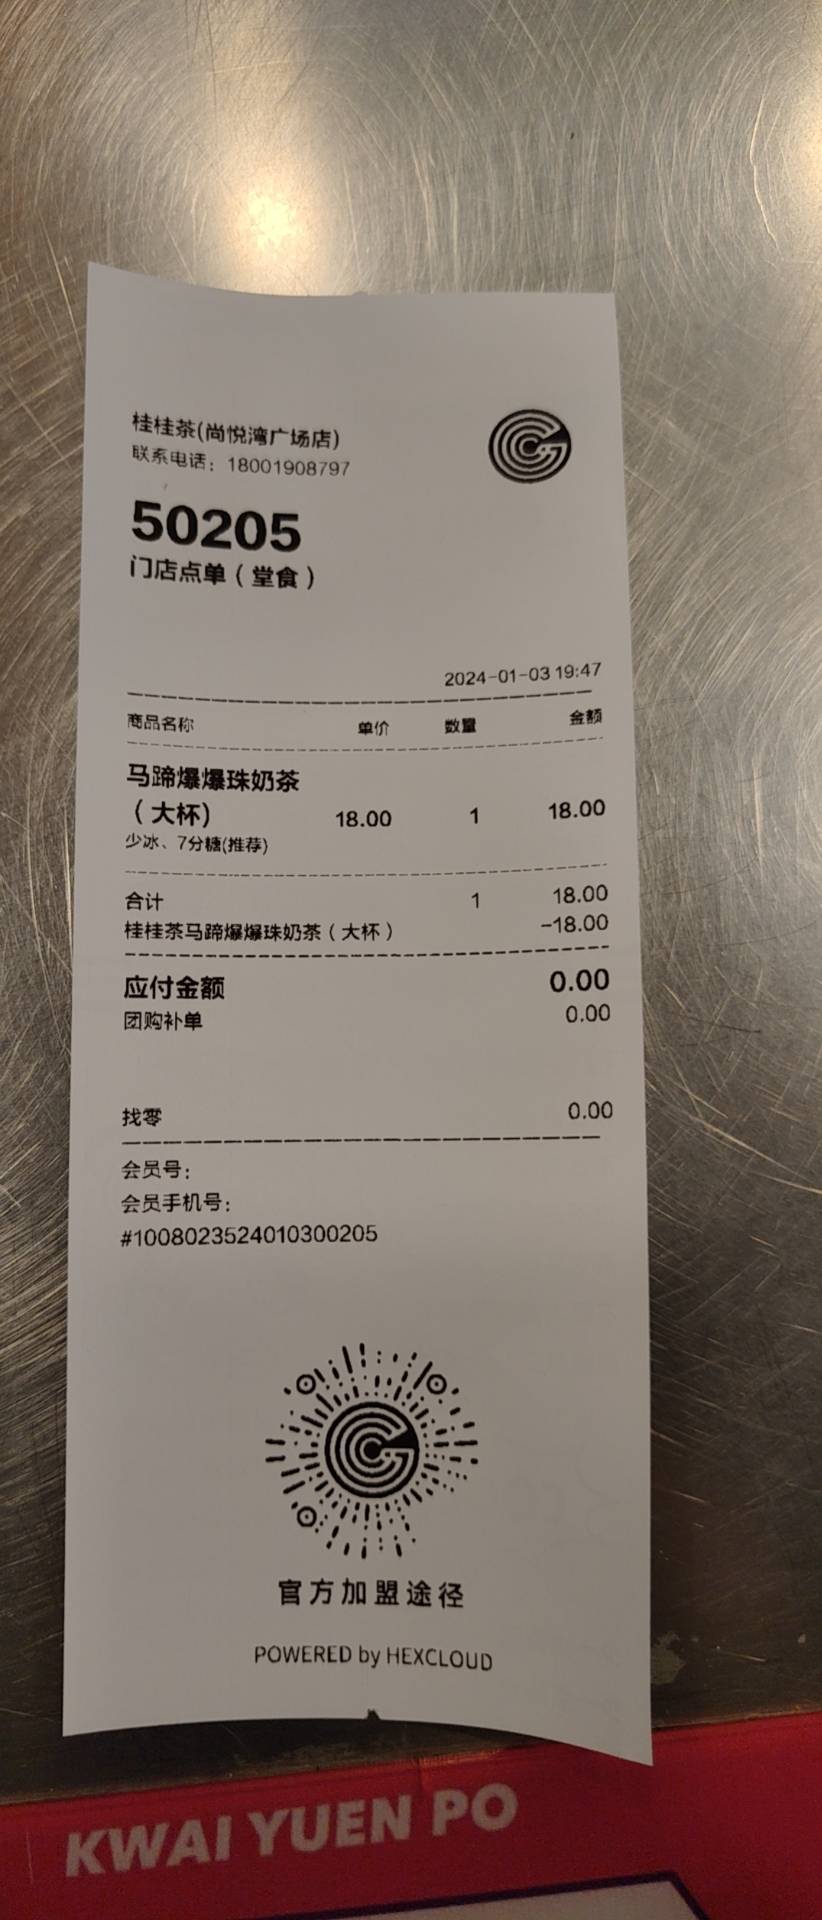 桂桂茶(尚悦湾广场店)
联系电话：18001908797
50205
门店点单（堂食）
2024-01-03 19:47
商品名称 单价 数量 金额
马蹄爆爆珠奶茶
（大杯) 18.00 1 18.00
少冰、7分糖(推荐)
合计 1 18.00
桂桂茶马蹄爆爆珠奶茶（大杯） -18.00
应付金额 0.00
团购补单 0.00
找零 0.00
会员号:
会员手机号:
#1008023524010300205
官方加盟途径
POWERED by HEXCLOUD
KWAI YUEN PO